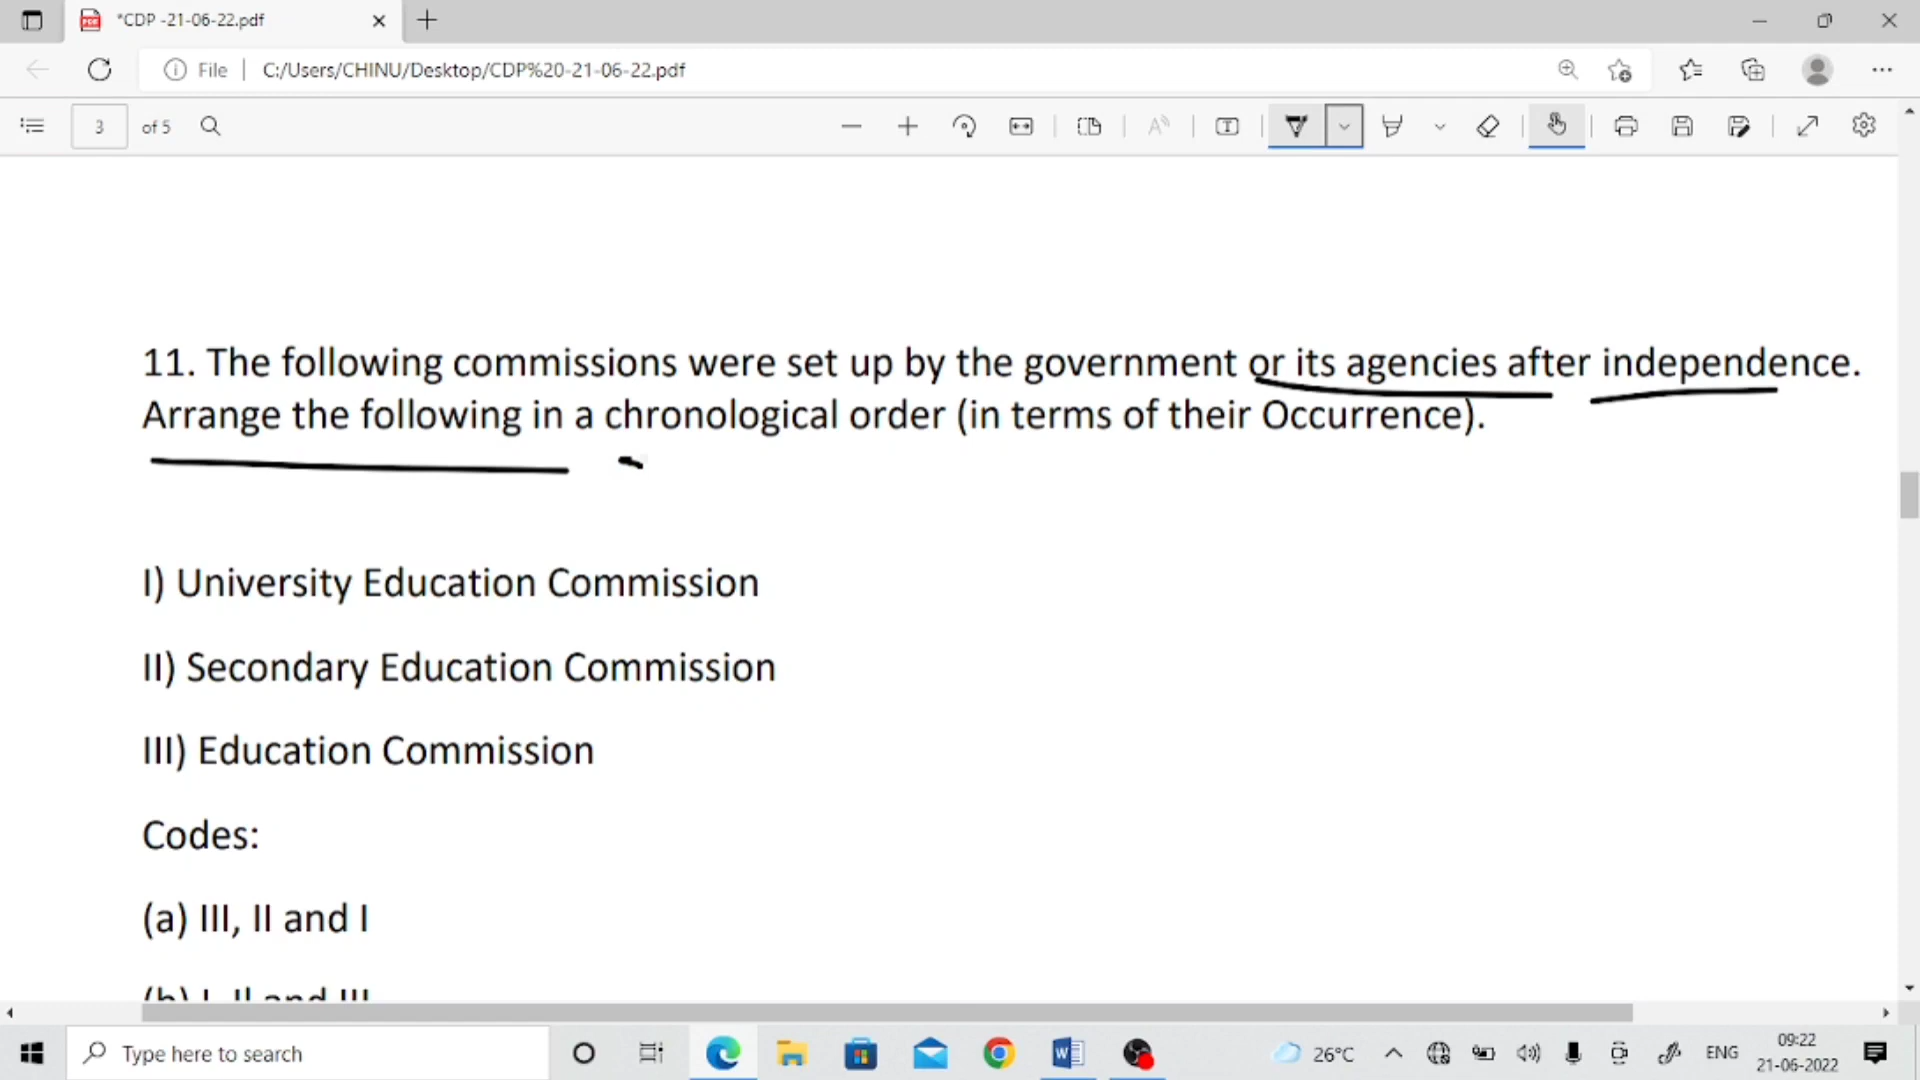 *CDP -21-06-22.pdf
File
C:/Users/CHINU/Desktop/CDP%20-21-06-22.pdf
3 of 5
11. The following commissions were set up by the government or its agencies after independence.
Arrange the following in a chronological order (in terms of their Occurrence).
I) University Education Commission
II) Secondary Education Commission
III) Education Commission
Codes:
(a) III, II and I
(b) I, II and III
Type here to search
26°C
ENG
09:22
21-06-2022